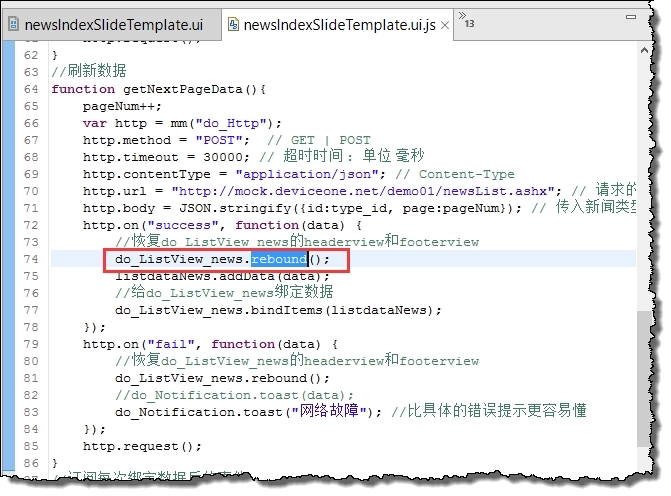 newsIndexSlideTemplate.ui
newsIndexSlideTemplate.ui.js
13
62 }
63 //刷新数据
64 function getNextPageData(){
65 pageNum++;
66 var http = mm("do_Http");
67 http.method = "POST"; // GET | POST
68 http.timeout = 30000; // 超时时间 : 单位 毫秒
69 http.contentType = "application/json"; // Content-Type
70 http.url = "http://mock.deviceone.net/demo01/newsList.ashx"; // 请求的
71 http.body = JSON.stringify({id:type_id, page:pageNum}); // 传入新闻类型
72 http.on("success", function(data) {
73 //恢复do_ListView_news的headerview和footerview
74 do_ListView_news.rebound();
75 listdataNews.addData(data);
76 //给do_ListView_news绑定数据
77 do_ListView_news.bindItems(listdataNews);
78 });
79 http.on("fail", function(data) {
80 //恢复do_ListView_news的headerview和footerview
81 do_ListView_news.rebound();
82 //do_Notification.toast(data);
83 do_Notification.toast("网络故障"); //比具体的错误提示更容易懂
84 });
85 http.request();
86 }